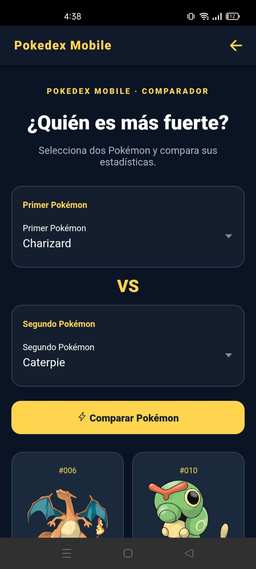 4:38
Pokedex Mobile
POKEDEX MOBILE · COMPARADOR
¿Quién es más fuerte?
Selecciona dos Pokémon y compara sus
estadísticas.
Primer Pokémon
Primer Pokémon
Charizard
VS
Segundo Pokémon
Segundo Pokémon
Caterpie
Comparar Pokémon
#006
#010